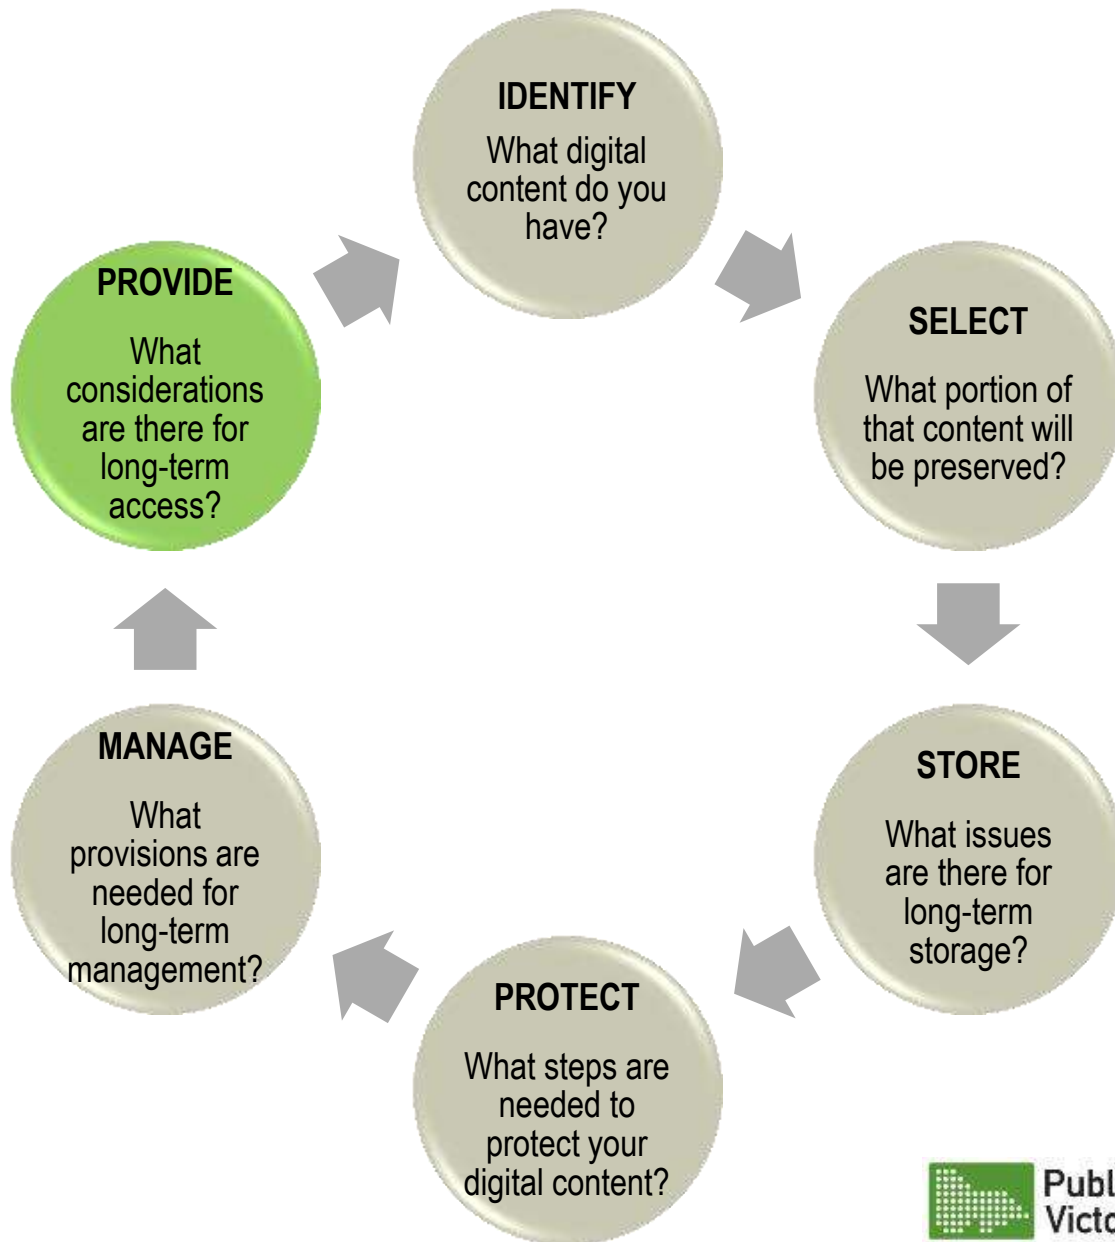 IDENTIFY
What digital
content do you
have?
SELECT
What portion of
that content will
be preserved?
STORE
What issues
are there for
long-term
storage?
PROTECT
What steps are
needed to
protect your
digital content?
MANAGE
What
provisions are
needed for
long-term
management?
PROVIDE
What
considerations
are there for
long-term
access?